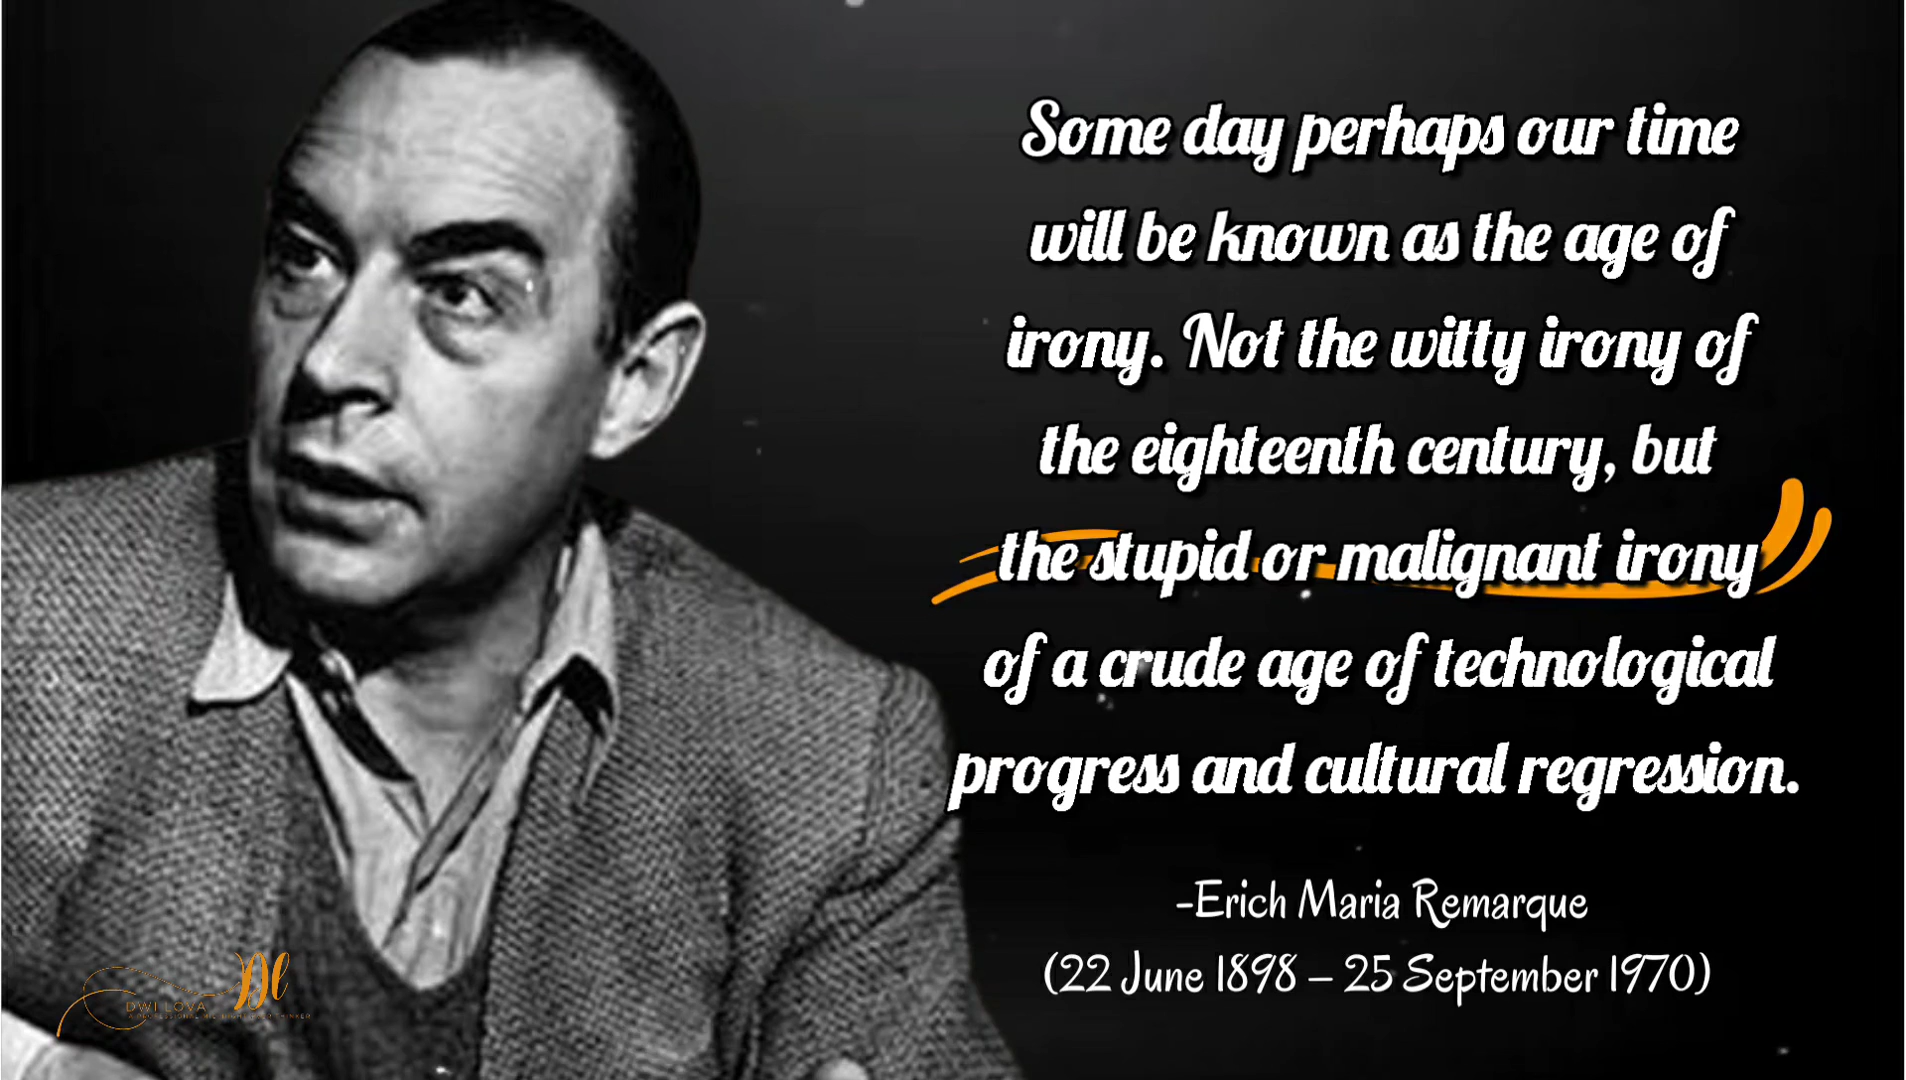 Some day perhaps our time
will be known as the age of
irony. Not the witty irony of
the eighteenth century, but
the stupid or malignant irony
of a crude age of technological
progress and cultural regression.
-Erich Maria Remarque
(22 June 1898 – 25 September 1970)
Dl
DWI LOVA